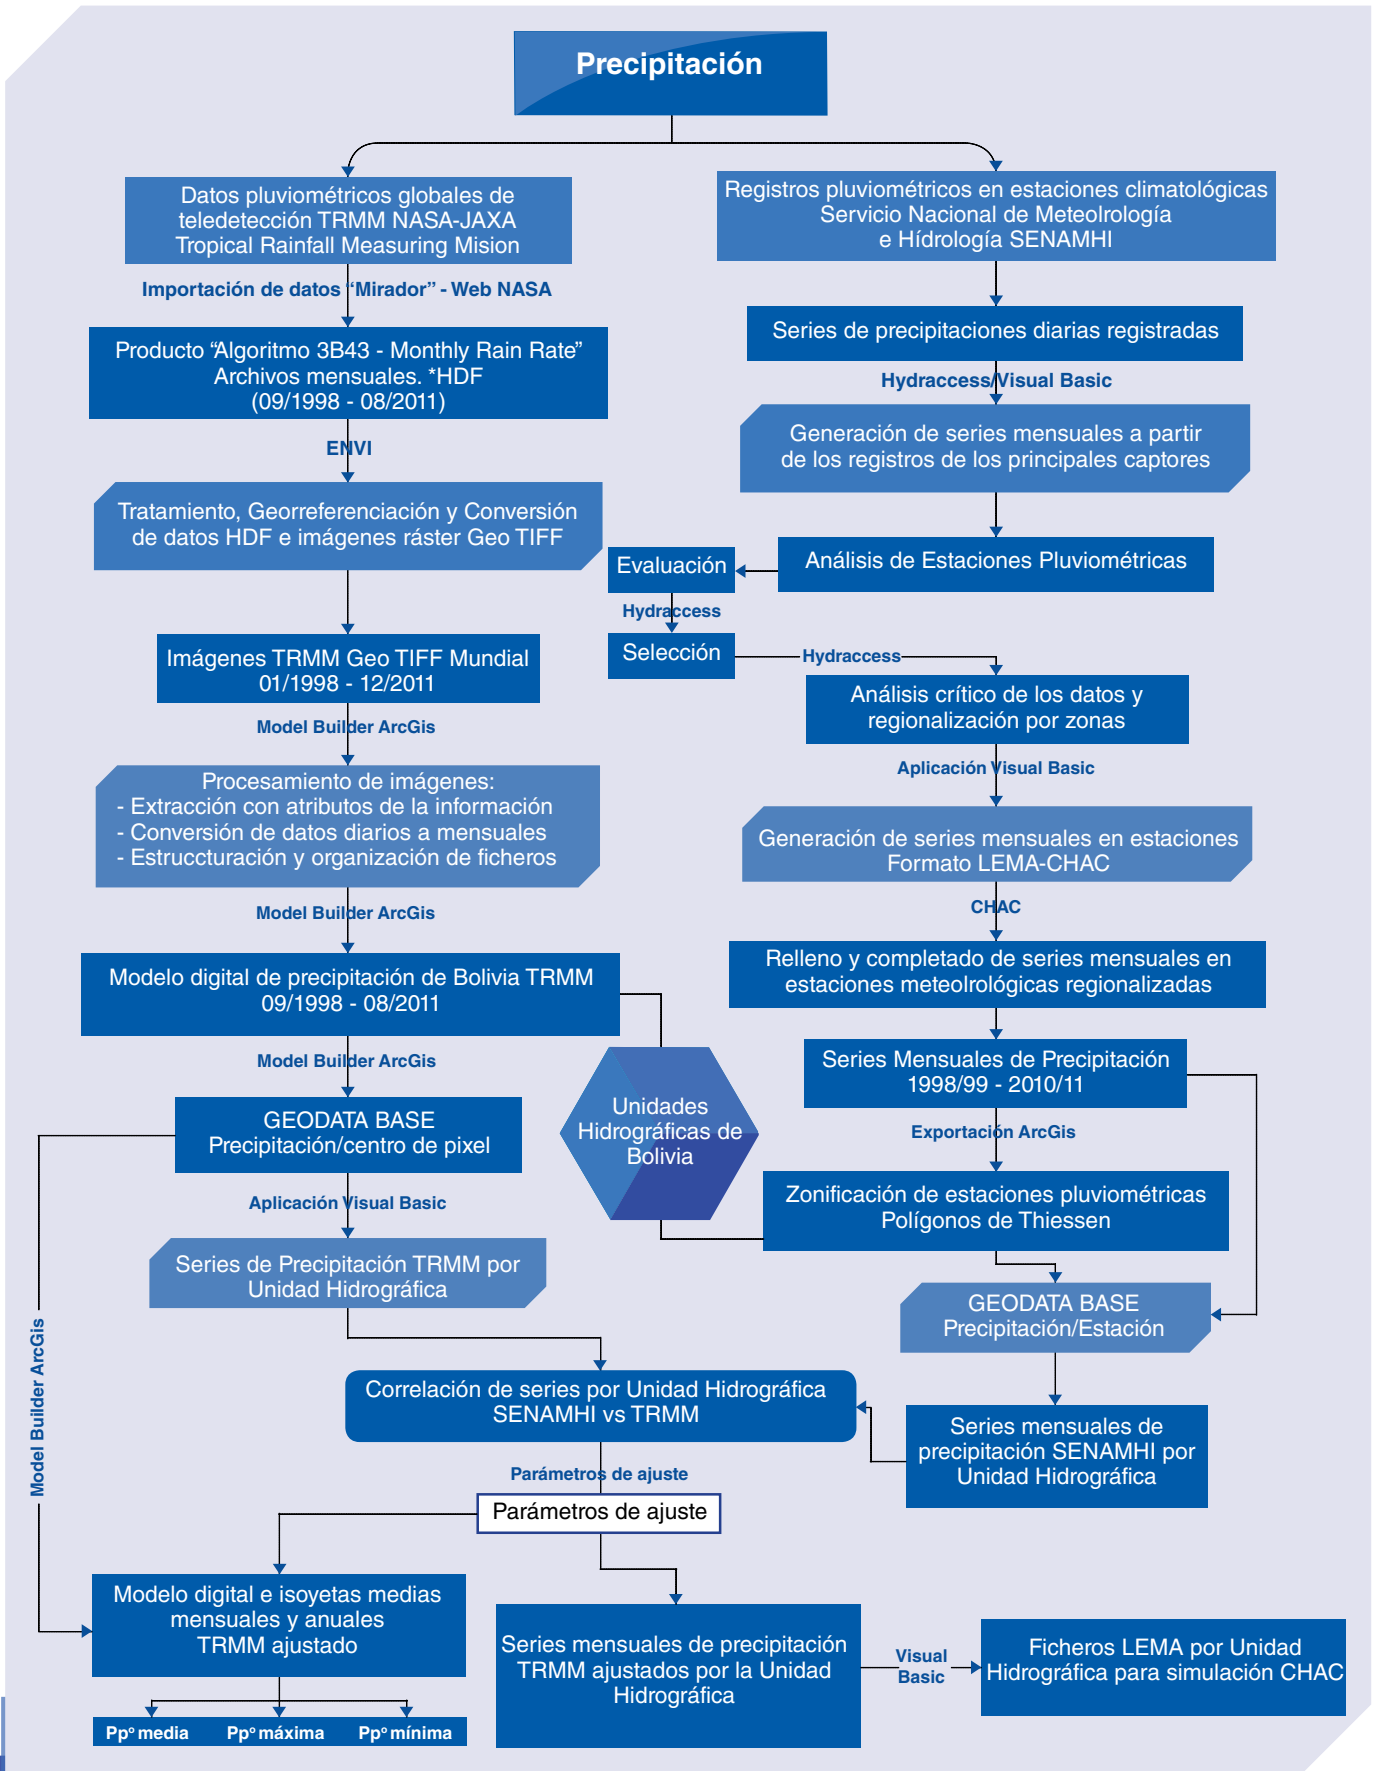 Precipitación
Datos pluviométricos globales de
teledetección TRMM NASA-JAXA
Tropical Rainfall Measuring Mision
Importación de datos “Mirador” - Web NASA
Producto “Algoritmo 3B43 - Monthly Rain Rate”
Archivos mensuales. *HDF
(09/1998 - 08/2011)
ENVI
Tratamiento, Georreferenciación y Conversión
de datos HDF e imágenes ráster Geo TIFF
Imágenes TRMM Geo TIFF Mundial
01/1998 - 12/2011
Model Builder ArcGis
Procesamiento de imágenes:
- Extracción con atributos de la información
- Conversión de datos diarios a mensuales
- Estruccturación y organización de ficheros
Model Builder ArcGis
Modelo digital de precipitación de Bolivia TRMM
09/1998 - 08/2011
Model Builder ArcGis
GEODATA BASE
Precipitación/centro de pixel
Aplicación Visual Basic
Series de Precipitación TRMM por
Unidad Hidrográfica
Model Builder ArcGis
Registros pluviométricos en estaciones climatológicas
Servicio Nacional de Meteolrología
e Hídrología SENAMHI
Series de precipitaciones diarias registradas
Hydraccess/Visual Basic
Generación de series mensuales a partir
de los registros de los principales captores
Análisis de Estaciones Pluviométricas
Evaluación
Hydraccess
Selección
Hydraccess
Análisis crítico de los datos y
regionalización por zonas
Aplicación Visual Basic
Generación de series mensuales en estaciones
Formato LEMA-CHAC
CHAC
Relleno y completado de series mensuales en
estaciones meteolrológicas regionalizadas
Series Mensuales de Precipitación
1998/99 - 2010/11
Exportación ArcGis
Unidades
Hidrográficas de
Bolivia
Zonificación de estaciones pluviométricas
Polígonos de Thiessen
GEODATA BASE
Precipitación/Estación
Series mensuales de
precipitación SENAMHI por
Unidad Hidrográfica
Correlación de series por Unidad Hidrográfica
SENAMHI vs TRMM
Parámetros de ajuste
Parámetros de ajuste
Modelo digital e isoyetas medias
mensuales y anuales
TRMM ajustado
Ppº media
Ppº máxima
Ppº mínima
Series mensuales de precipitación
TRMM ajustados por la Unidad
Hidrográfica
Visual
Basic
Ficheros LEMA por Unidad
Hidrográfica para simulación CHAC